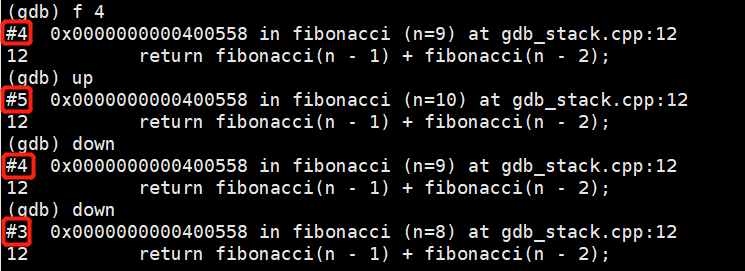 (gdb) f 4
#4  0x0000000000400558 in fibonacci (n=9) at gdb_stack.cpp:12
12          return fibonacci(n - 1) + fibonacci(n - 2);
(gdb) up
#5  0x0000000000400558 in fibonacci (n=10) at gdb_stack.cpp:12
12          return fibonacci(n - 1) + fibonacci(n - 2);
(gdb) down
#4  0x0000000000400558 in fibonacci (n=9) at gdb_stack.cpp:12
12          return fibonacci(n - 1) + fibonacci(n - 2);
(gdb) down
#3  0x0000000000400558 in fibonacci (n=8) at gdb_stack.cpp:12
12          return fibonacci(n - 1) + fibonacci(n - 2);